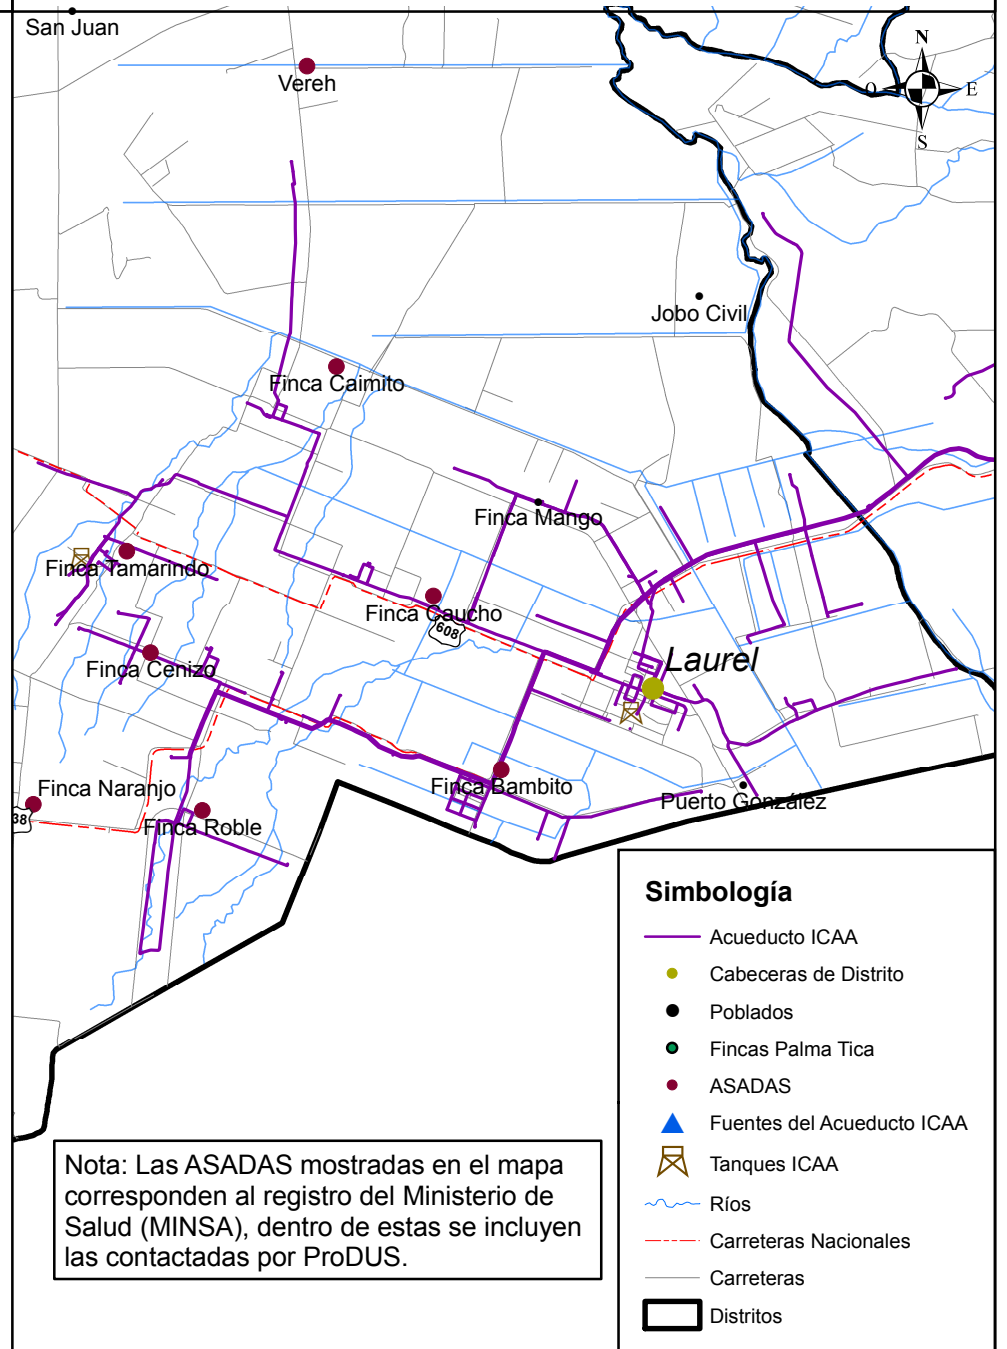 San Juan
Vereh
N
O
E
S
Jobo Civil
Finca Caimito
Finca Mango
Finca Tamarindo
Finca Caucho
608
Finca Cenizo
Laurel
Finca Naranjo
Finca Bambito
Puerto González
38
Finca Roble
Simbología
Acueducto ICAA
Cabeceras de Distrito
Poblados
Fincas Palma Tica
ASADAS
Fuentes del Acueducto ICAA
Tanques ICAA
Ríos
Carreteras Nacionales
Carreteras
Distritos
Nota: Las ASADAS mostradas en el mapa
corresponden al registro del Ministerio de
Salud (MINSA), dentro de estas se incluyen
las contactadas por ProDUS.